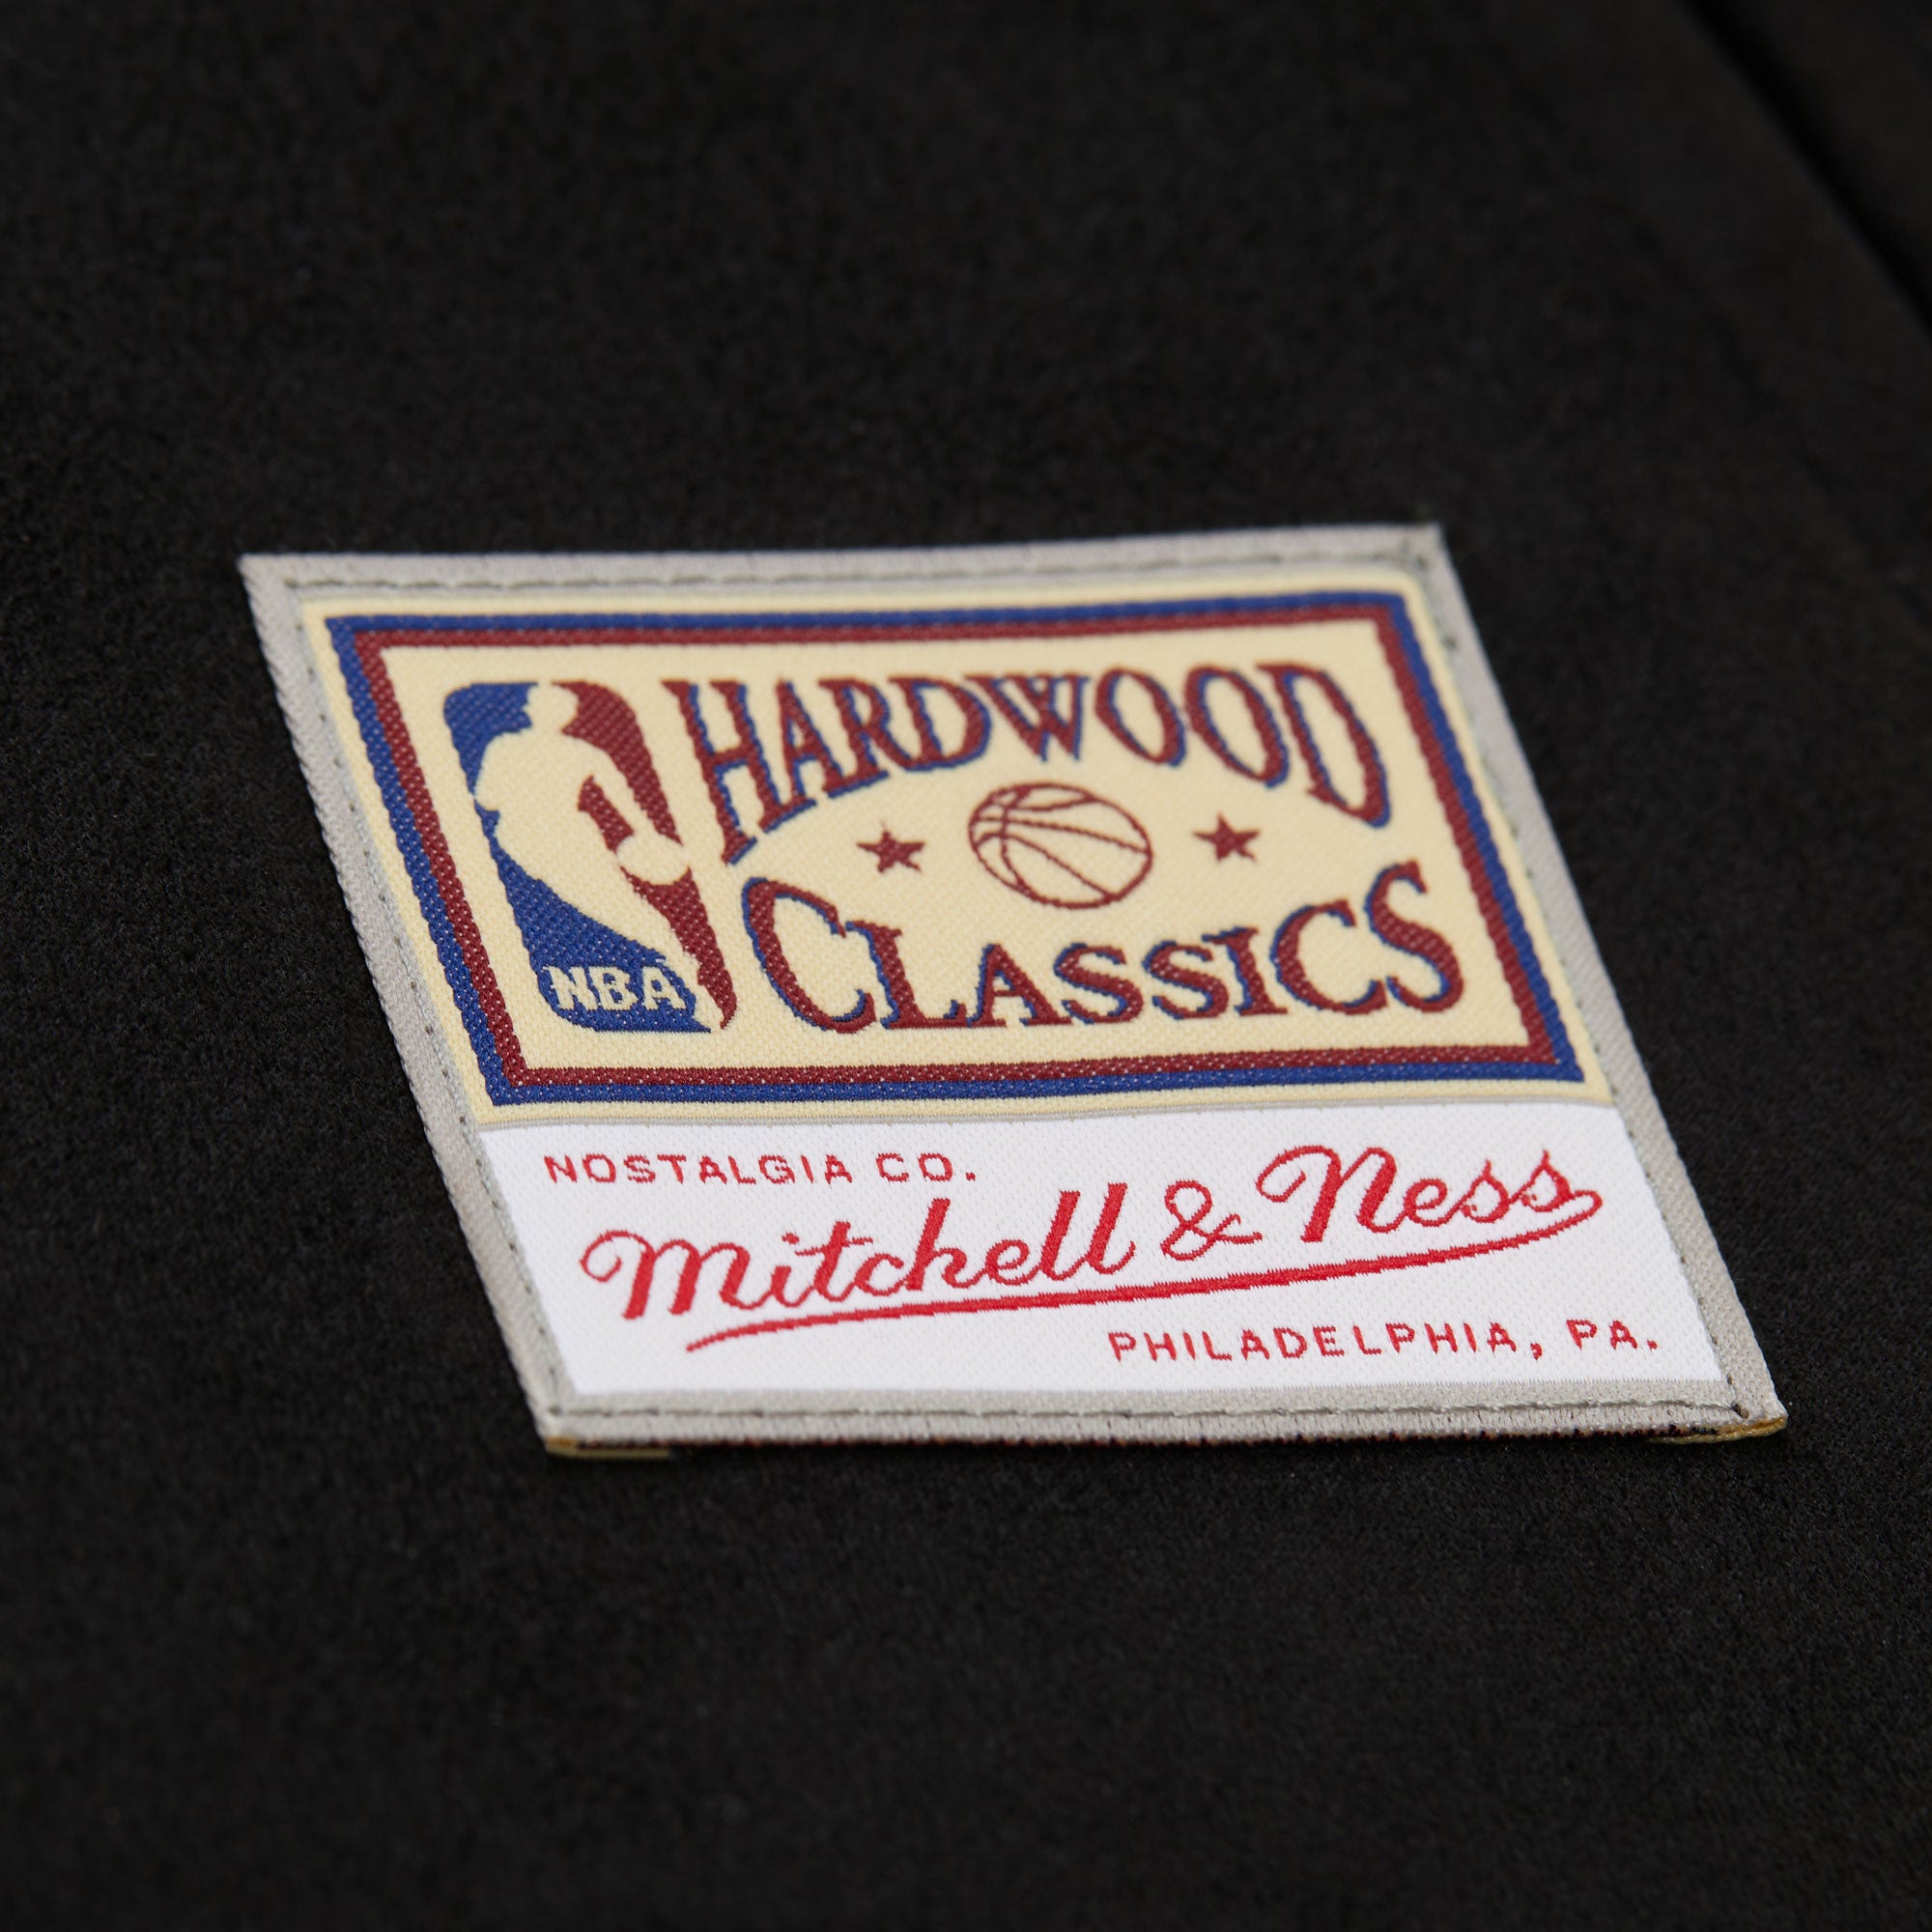 HARDWOOD
CLASSICS
NBA
NOSTALGIA CO.
Mitchell & Ness
PHILADELPHIA, PA.